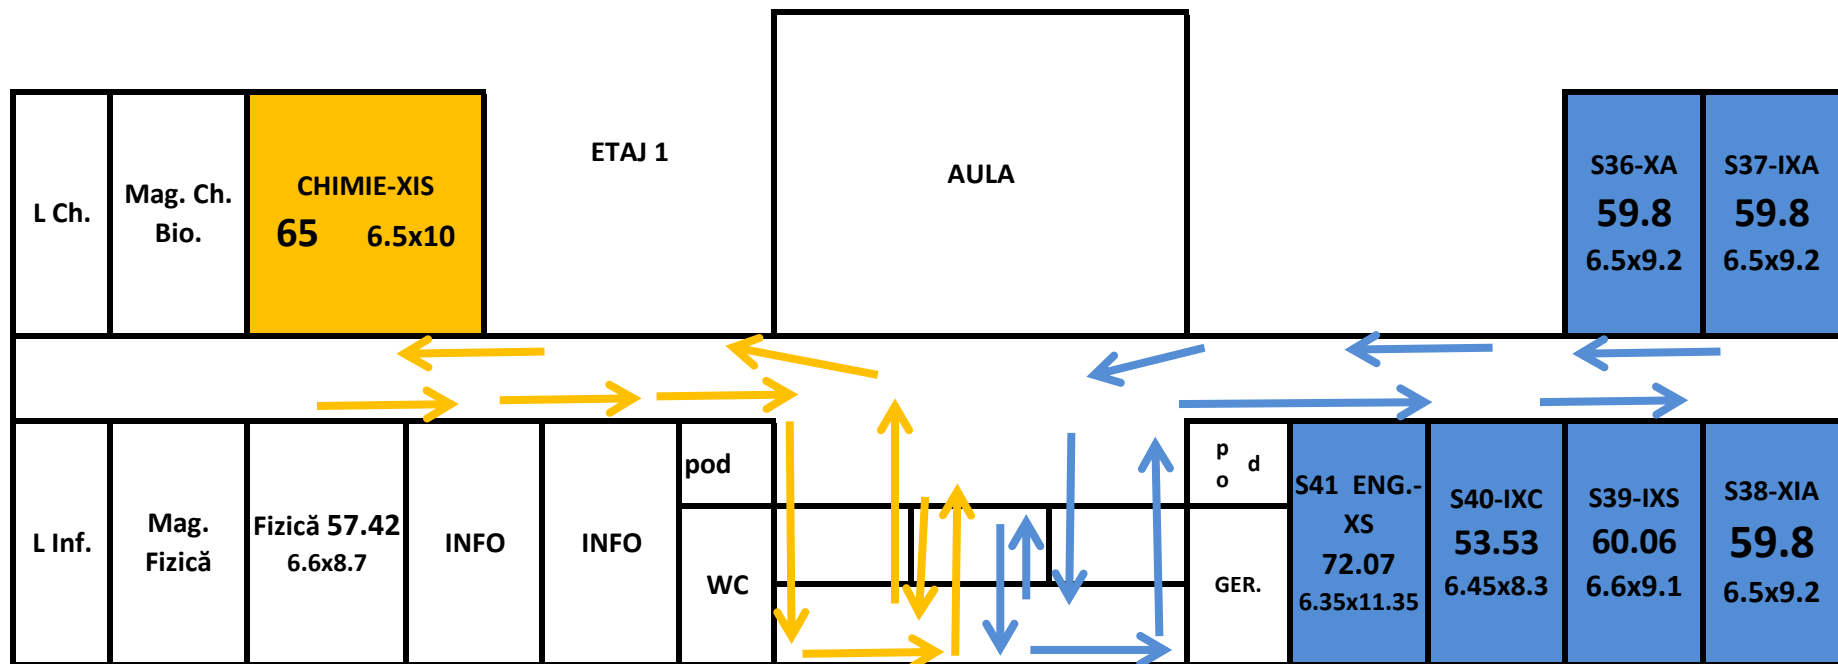 ETAJ 1
AULA
L Ch.
Mag. Ch.
Bio.
CHIMIE-XIS
65 6.5x10
S36-XA
59.8
6.5x9.2
S37-IXA
59.8
6.5x9.2
L Inf.
Mag.
Fizică
Fizică 57.42
6.6x8.7
INFO
INFO
pod
WC
p
o d
GER.
S41 ENG.-
XS
72.07
6.35x11.35
S40-IXC
53.53
6.45x8.3
S39-IXS
60.06
6.6x9.1
S38-XIA
59.8
6.5x9.2